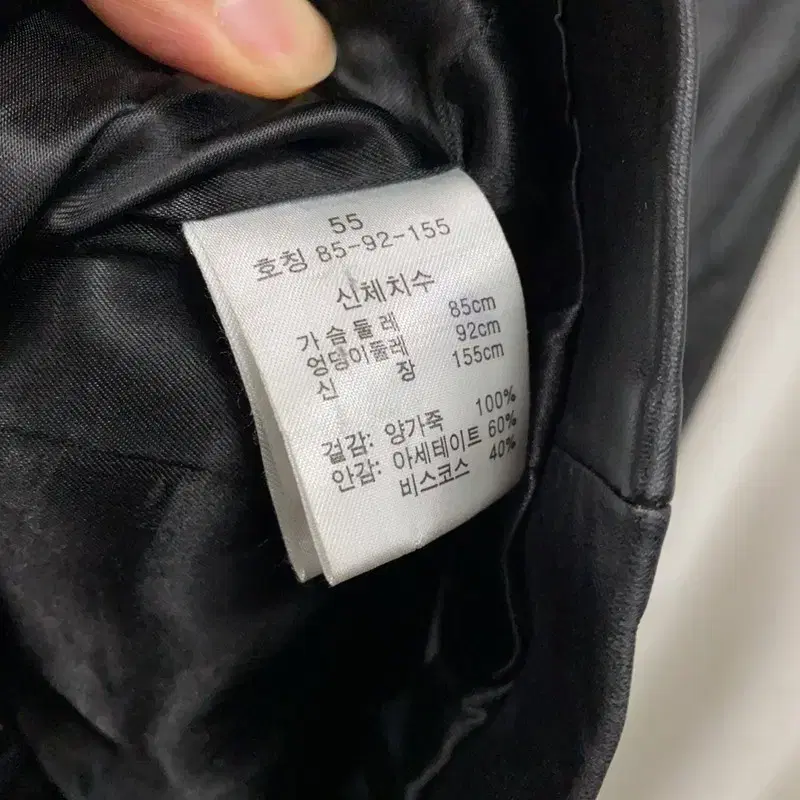 55
호칭 85-92-155
신체치수
가슴둘레 85cm
엉덩이둘레 92cm
신 장 155cm
겉감: 양가죽 100%
안감: 아세테이트 60%
비스코스 40%